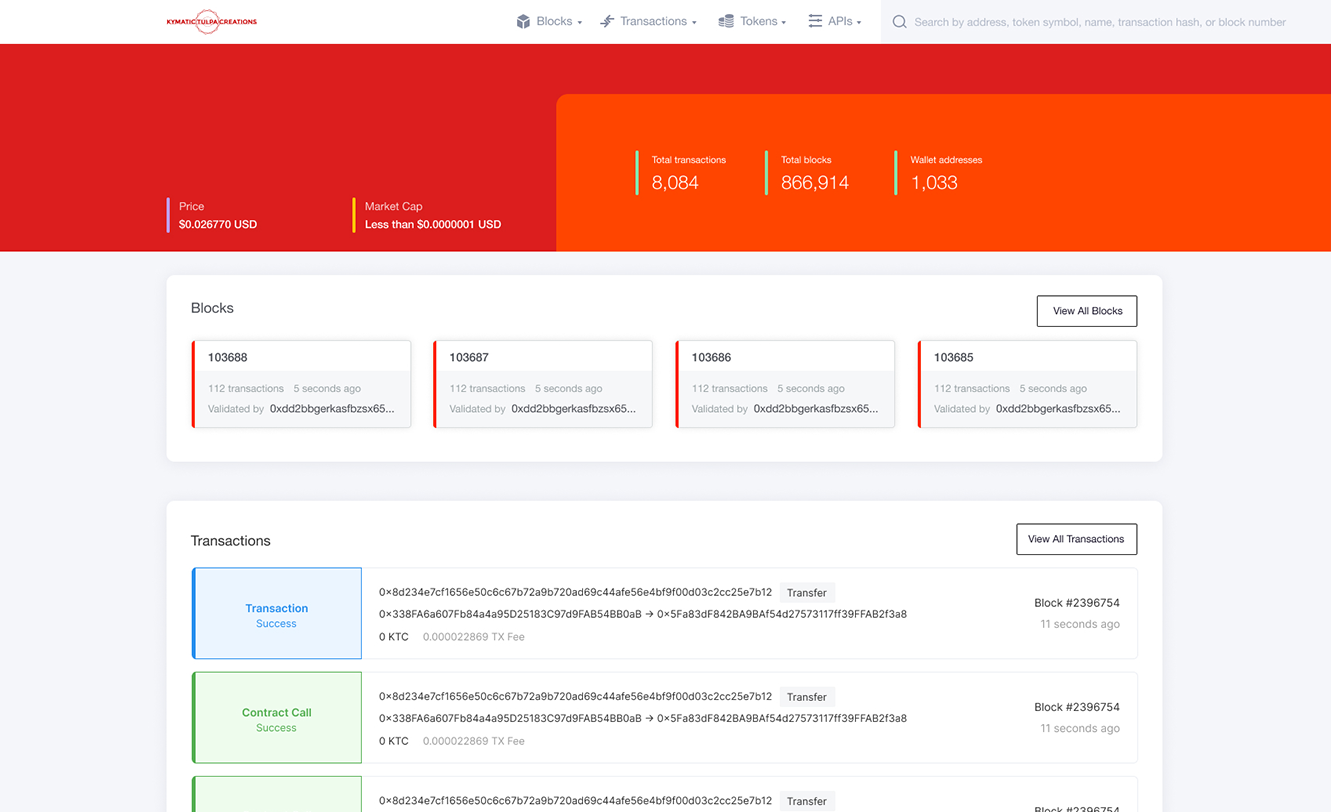 KYMATIC TULPA CREATIONS
Blocks
Transactions
Tokens
APIs
Search by address, token symbol, name, transaction hash, or block number
Total transactions
8,084
Total blocks
866,914
Wallet addresses
1,033
Price
$0.026770 USD
Market Cap
Less than $0.0000001 USD
Blocks
View All Blocks
103688
112 transactions 5 seconds ago
Validated by 0xdd2bbgerkasfbzsx65...
103687
112 transactions 5 seconds ago
Validated by 0xdd2bbgerkasfbzsx65...
103686
112 transactions 5 seconds ago
Validated by 0xdd2bbgerkasfbzsx65...
103685
112 transactions 5 seconds ago
Validated by 0xdd2bbgerkasfbzsx65...
Transactions
View All Transactions
Transaction
Success
0×8d234e7cf1656e50c6c67b72a9b720ad69c44afe56e4bf9f00d03c2cc25e7b12 Transfer
0×338FA6a607Fb84a4a95D25183C97d9FAB54BB0aB → 0×5Fa83dF842BA9BAf54d27573117ff39FFAB2f3a8
0 KTC 0.000022869 TX Fee
Block #2396754
11 seconds ago
Contract Call
Success
0×8d234e7cf1656e50c6c67b72a9b720ad69c44afe56e4bf9f00d03c2cc25e7b12 Transfer
0×338FA6a607Fb84a4a95D25183C97d9FAB54BB0aB → 0×5Fa83dF842BA9BAf54d27573117ff39FFAB2f3a8
0 KTC 0.000022869 TX Fee
Block #2396754
11 seconds ago
0×8d234e7cf1656e50c6c67b72a9b720ad69c44afe56e4bf9f00d03c2cc25e7b12 Transfer
Block #2396754